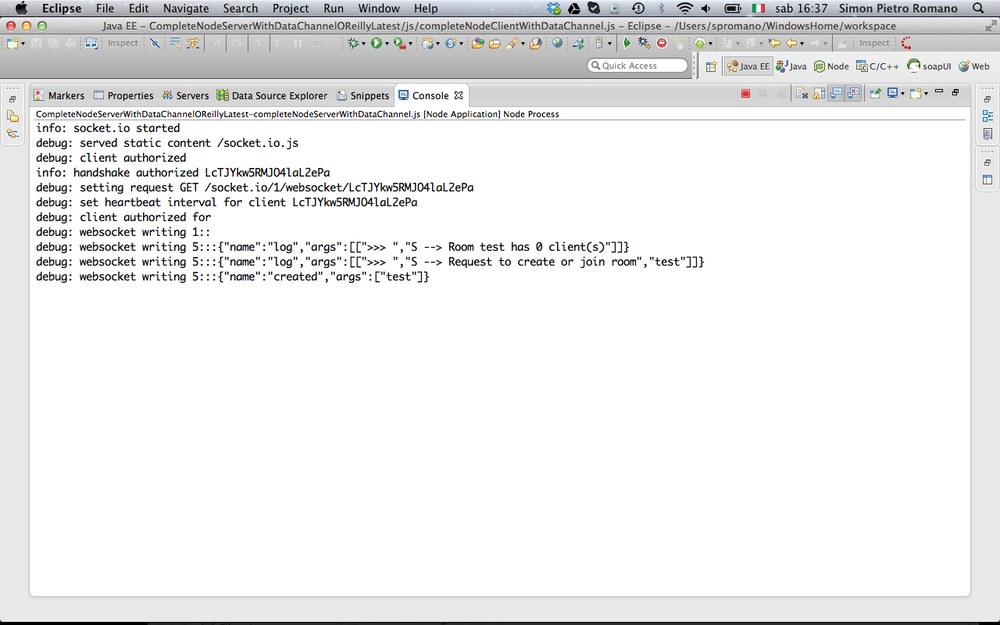 Eclipse File Edit Navigate Search Project Run Window Help sab 16:37 Simon Pietro Romano
Java EE – CompleteNodeServerWithDataChannelOReillyLatest/js/completeNodeClientWithDataChannel.js – Eclipse – /Users/spromano/WindowsHome/workspace
Inspect Inspect
Quick Access Java EE Java Node C/C++ soapUI Web
Markers Properties Servers Data Source Explorer Snippets Console
CompleteNodeServerWithDataChannelOReillyLatest–completeNodeServerWithDataChannel.js [Node Application] Node Process
info: socket.io started
debug: served static content /socket.io.js
debug: client authorized
info: handshake authorized LcTJYkw5RMJO4laL2ePa
debug: setting request GET /socket.io/1/websocket/LcTJYkw5RMJO4laL2ePa
debug: set heartbeat interval for client LcTJYkw5RMJO4laL2ePa
debug: client authorized for
debug: websocket writing 1::
debug: websocket writing 5:::{"name":"log","args":[[">>> ","S --> Room test has 0 client(s)"]]}
debug: websocket writing 5:::{"name":"log","args":[[">>> ","S --> Request to create or join room","test"]]}
debug: websocket writing 5:::{"name":"created","args":["test"]}